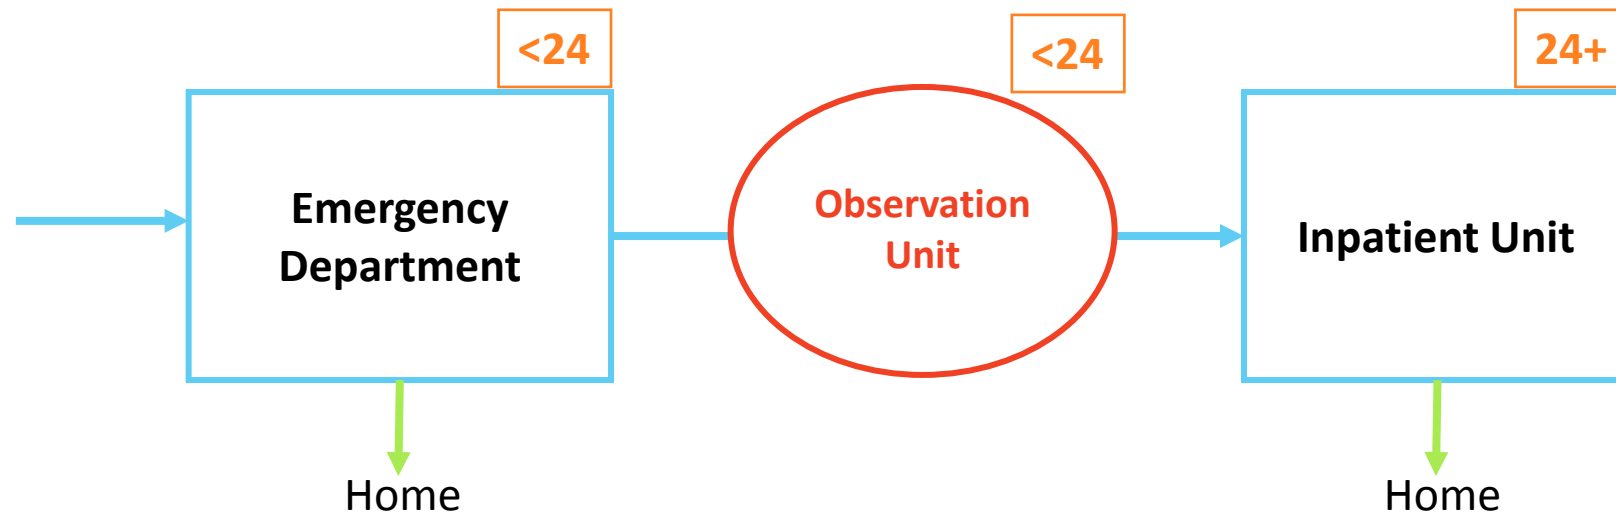 <24
<24
24+
Emergency
Department
Observation
Unit
Inpatient Unit
Home
Home